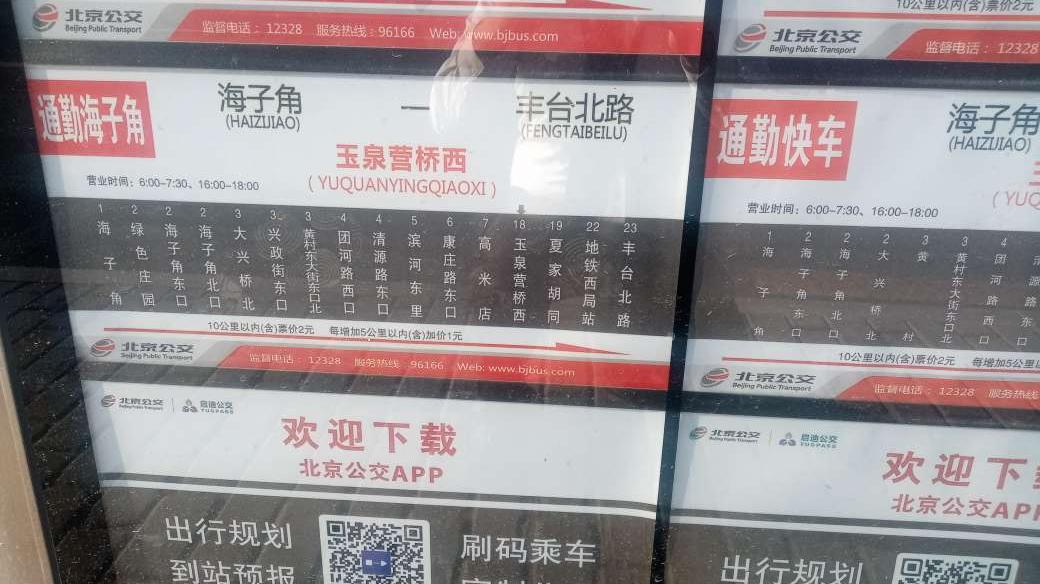 北京公交
Beijing Public Transport
监督电话： 12328 服务热线：96166 Web: www.bjbus.com
10公里以内(含)票价2元
北京公交
Beijing Public Transport
监督电话： 12328
通勤海子角
海子角 — 丰台北路
(HAIZIJIAO) (FENGTAIBEILU)
玉泉营桥西
(YUQUANYINGQIAOXI)
营业时间：6:00-7:30、16:00-18:00
1 海子角
2 绿色庄园
2 海子角东口
2 海子角北口
3 大兴桥北
3 兴政街东口
3 黄村东大街东口北
4 团河路西口
4 清源路东口
5 滨河东里
6 康庄路东口
7 高米店
18 玉泉营桥西
19 夏家胡同
22 地铁西局站
23 丰台北路
10公里以内(含)票价2元 每增加5公里以内(含)加价1元
北京公交
Beijing Public Transport
监督电话： 12328 服务热线：96166 Web: www.bjbus.com
通勤快车
海子角
(HAIZIJIAO)
(YUQ
营业时间：6:00-7:30、16:00-18:00
1 海子角
2 海子角东口
2 海子角北口
2 大兴桥北
3 黄村
3 黄村东大街东口北
4 团河路西口
10公里以内(含)票价2元 每增加5公里以
北京公交
Beijing Public Transport
监督电话： 12328 服务热线
北京公交
Beijing Public Transport
启迪公交
TUSPASS
欢迎下载
北京公交APP
出行规划
到站预报
刷码乘车
北京公交
Beijing Public Transport
启迪公交
TUSPASS
欢迎下
北京公交AP
出行规划